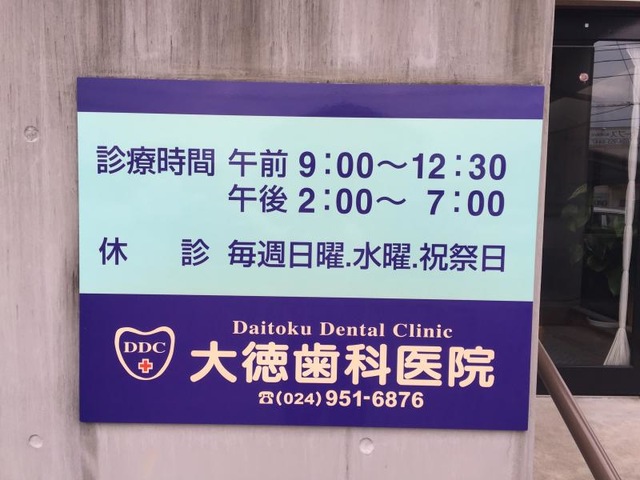 診療時間 午前 9：00～12：30
午後 2：00～ 7：00
休 診 毎週日曜.水曜.祝祭日
Daitoku Dental Clinic
DDC
大徳歯科医院
☎(024)951-6876